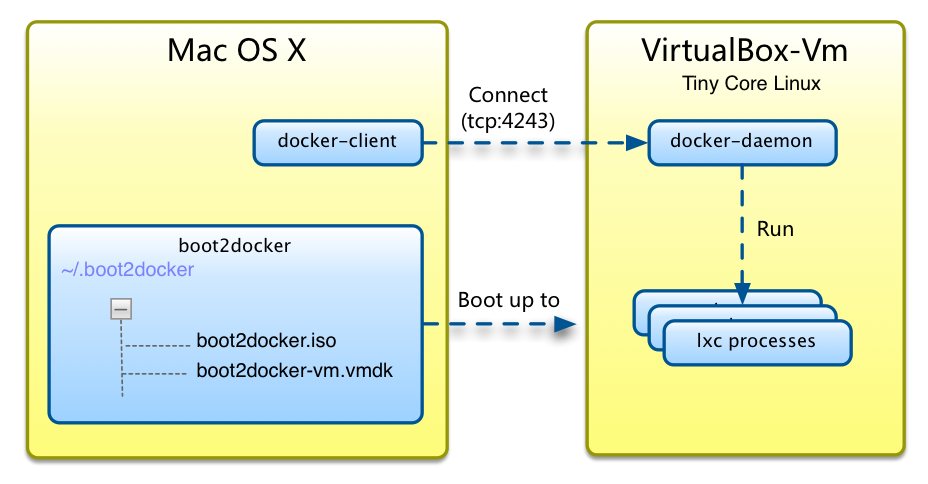 Mac OS X
docker-client
boot2docker
~/.boot2docker
boot2docker.iso
boot2docker-vm.vmdk
Connect
(tcp:4243)
Boot up to
VirtualBox-Vm
Tiny Core Linux
docker-daemon
Run
lxc processes